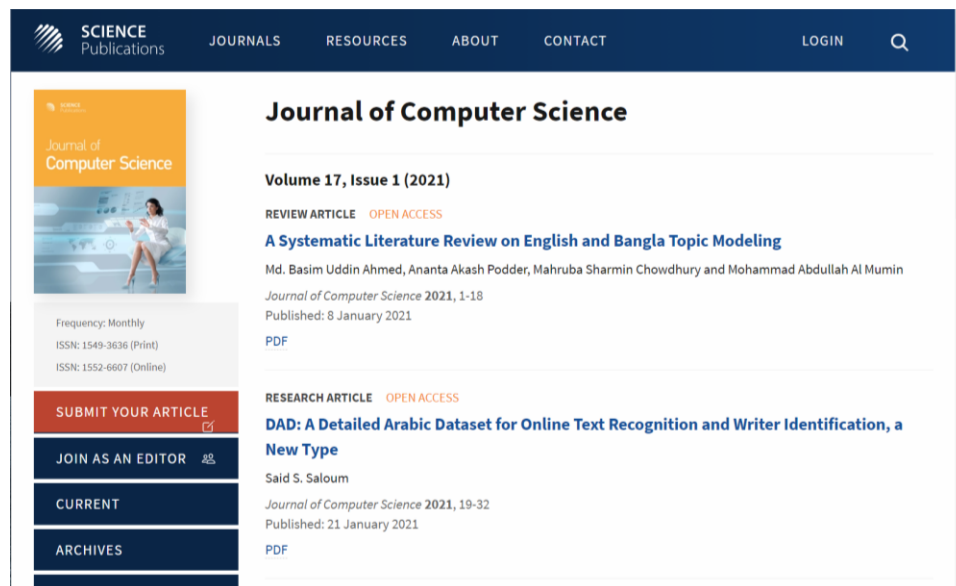 SCIENCE
Publications
JOURNALS RESOURCES ABOUT CONTACT LOGIN
SCIENCE
Journal of
Computer Science
Frequency: Monthly
ISSN: 1549-3636 (Print)
ISSN: 1552-6607 (Online)
SUBMIT YOUR ARTICLE
JOIN AS AN EDITOR
CURRENT
ARCHIVES
Journal of Computer Science
Volume 17, Issue 1 (2021)
REVIEW ARTICLE OPEN ACCESS
A Systematic Literature Review on English and Bangla Topic Modeling
Md. Basim Uddin Ahmed, Ananta Akash Podder, Mahruba Sharmin Chowdhury and Mohammad Abdullah Al Mumin
Journal of Computer Science 2021, 1-18
Published: 8 January 2021
PDF
RESEARCH ARTICLE OPEN ACCESS
DAD: A Detailed Arabic Dataset for Online Text Recognition and Writer Identification, a
New Type
Said S. Saloum
Journal of Computer Science 2021, 19-32
Published: 21 January 2021
PDF